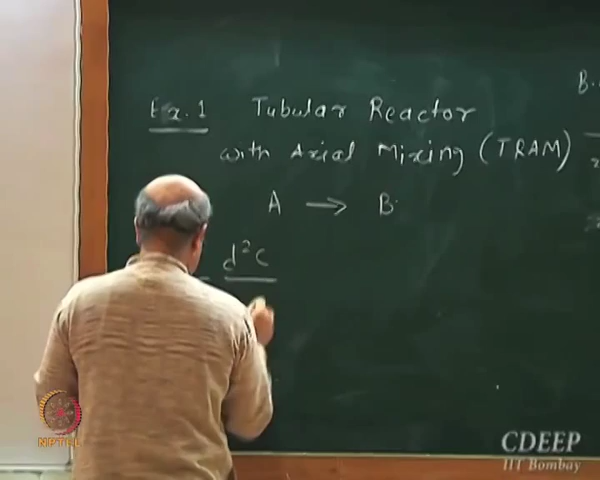 Ex. 1 Tubular Reactor
with Axial Mixing (TRAM)
A → B
d²C
B.
NPTEL
CDEEP
IIT Bombay